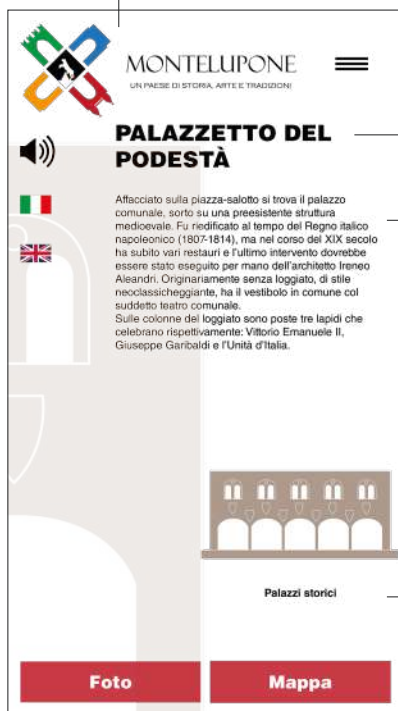 MONTELUPONE
UN PAESE DI STORIA, ARTE E TRADIZIONI
PALAZZETTO DEL
PODESTÀ
Affacciato sulla piazza-salotto si trova il palazzo
comunale, sorto su una preesistente struttura
medioevale. Fu riedificato al tempo del Regno italico
napoleonico (1807-1814), ma nel corso del XIX secolo
ha subito vari restauri e l'ultimo intervento dovrebbe
essere stato eseguito per mano dell'architetto Ireneo
Aleandri. Originariamente senza loggiato, di stile
neoclassicheggiante, ha il vestibolo in comune col
suddetto teatro comunale.
Sulle colonne del loggiato sono poste tre lapidi che
celebrano rispettivamente: Vittorio Emanuele II,
Giuseppe Garibaldi e l'Unità d'Italia.
Palazzi storici
Foto
Mappa